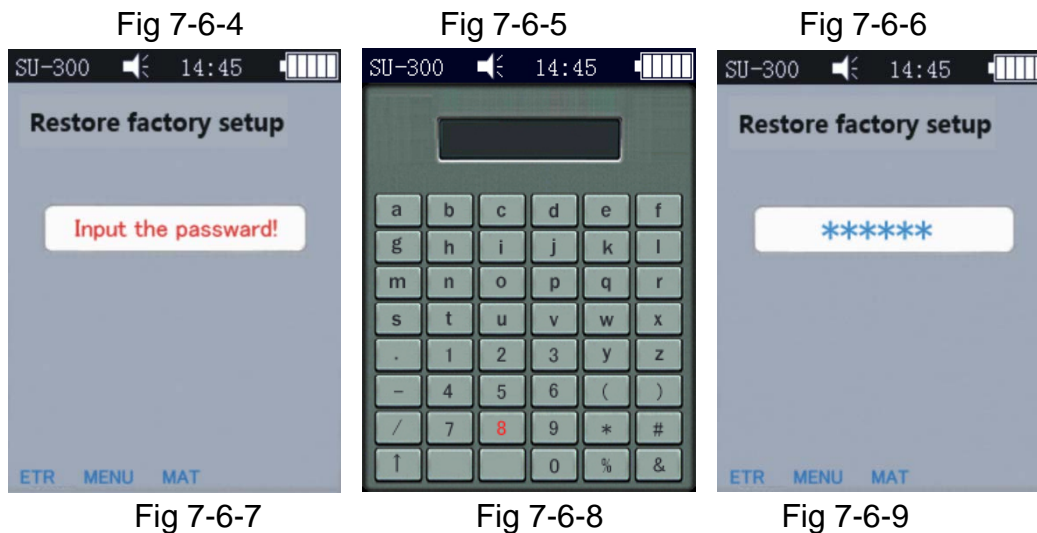 Fig 7-6-4 Fig 7-6-5 Fig 7-6-6
SU-300 14:45
Restore factory setup
Input the passward!
ETR MENU MAT
SU-300 14:45
a b c d e f
g h i j k l
m n o p q r
s t u v w x
. 1 2 3 y z
- 4 5 6 ( )
/ 7 8 9 * #
↑ 0 % &
SU-300 14:45
Restore factory setup
******
ETR MENU MAT
Fig 7-6-7 Fig 7-6-8 Fig 7-6-9